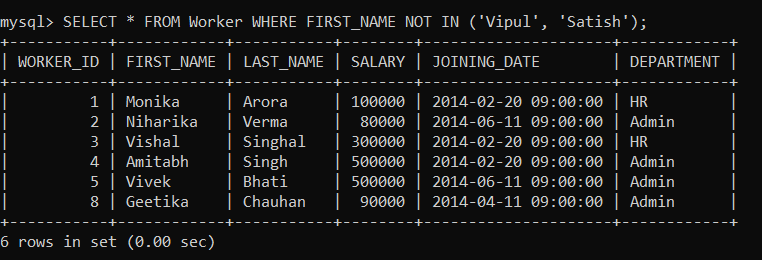 mysql> SELECT * FROM Worker WHERE FIRST_NAME NOT IN ('Vipul', 'Satish');
+-----------+------------+-----------+--------+---------------------+------------+
| WORKER_ID | FIRST_NAME | LAST_NAME | SALARY | JOINING_DATE        | DEPARTMENT |
+-----------+------------+-----------+--------+---------------------+------------+
|         1 | Monika     | Arora     | 100000 | 2014-02-20 09:00:00 | HR         |
|         2 | Niharika   | Verma     |  80000 | 2014-06-11 09:00:00 | Admin      |
|         3 | Vishal     | Singhal   | 300000 | 2014-02-20 09:00:00 | HR         |
|         4 | Amitabh    | Singh     | 500000 | 2014-02-20 09:00:00 | Admin      |
|         5 | Vivek      | Bhati     | 500000 | 2014-06-11 09:00:00 | Admin      |
|         8 | Geetika    | Chauhan   |  90000 | 2014-04-11 09:00:00 | Admin      |
+-----------+------------+-----------+--------+---------------------+------------+
6 rows in set (0.00 sec)